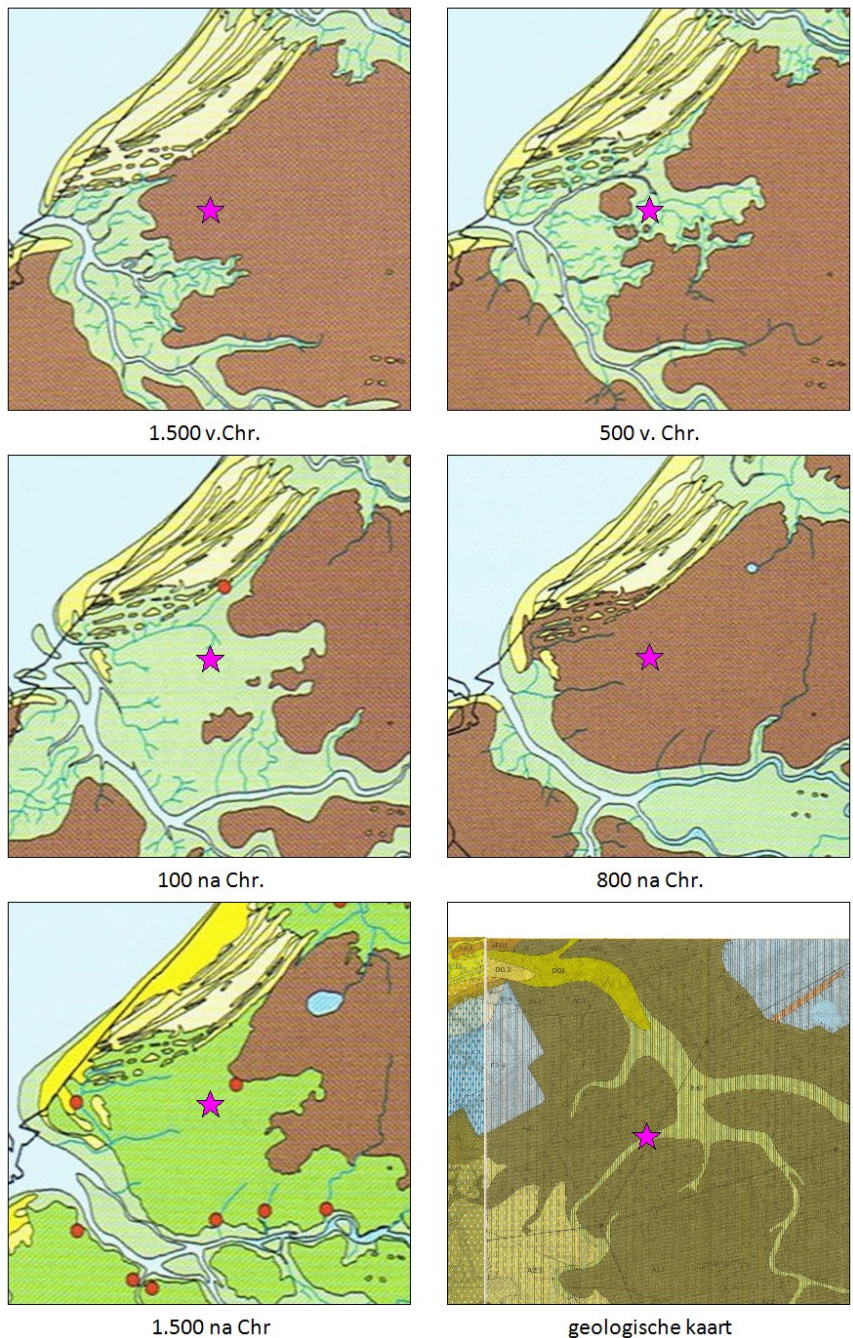 1.500 v.Chr.
500 v. Chr.
100 na Chr.
800 na Chr.
1.500 na Chr
geologische kaart